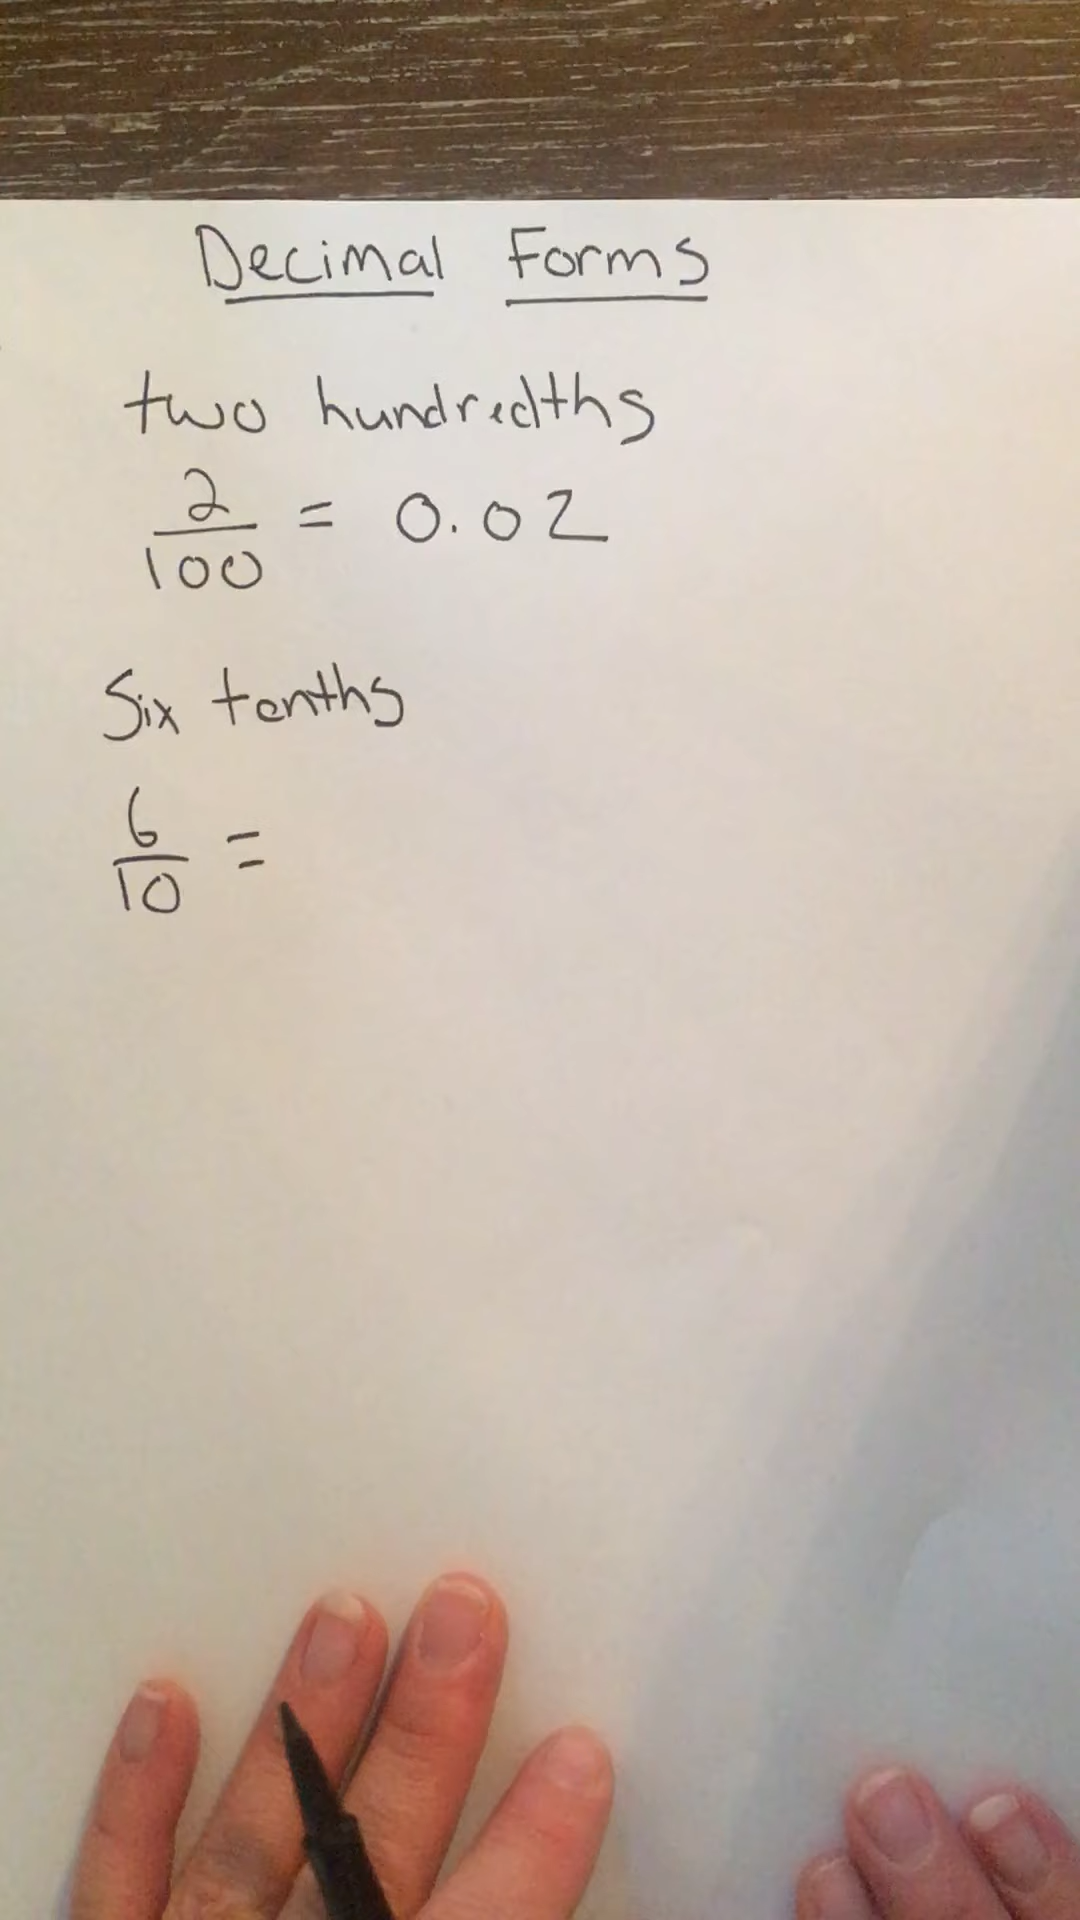 Decimal Forms
two hundredths
2/100 = 0.02
Six tenths
6/10 =